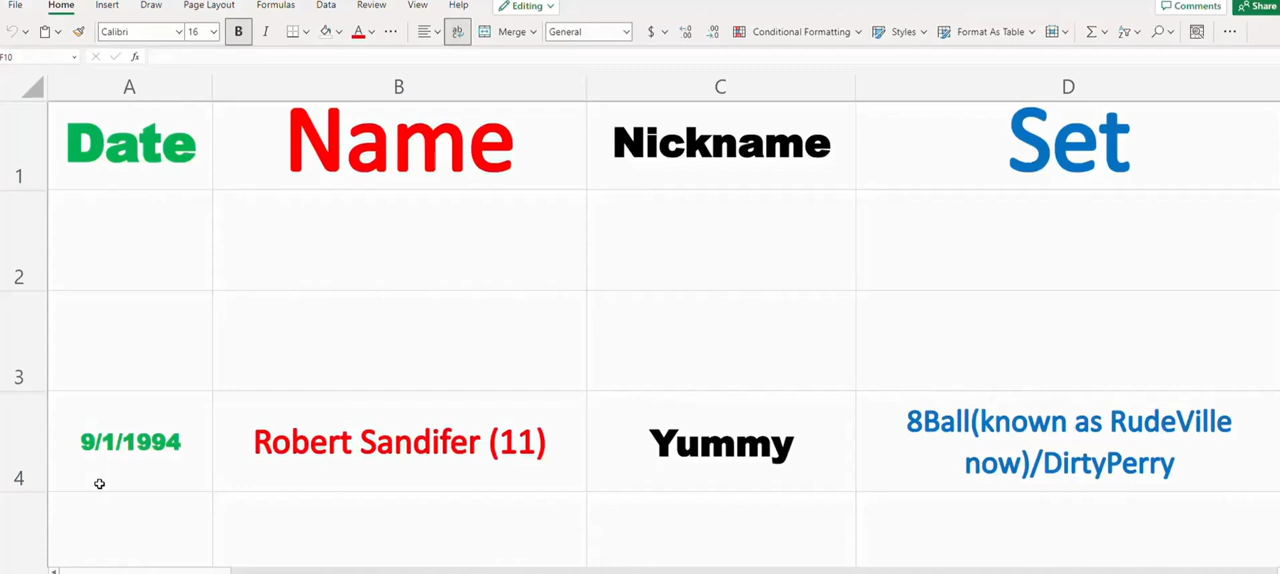 File Home Insert Draw Page Layout Formulas Data Review View Help Editing Comments Share
Calibri 16 B I A ab Merge General $ Conditional Formatting Styles Format As Table
F10 fx
A B C D
1 Date Name Nickname Set
2
3
4 9/1/1994 Robert Sandifer (11) Yummy 8Ball(known as RudeVille
now)/DirtyPerry